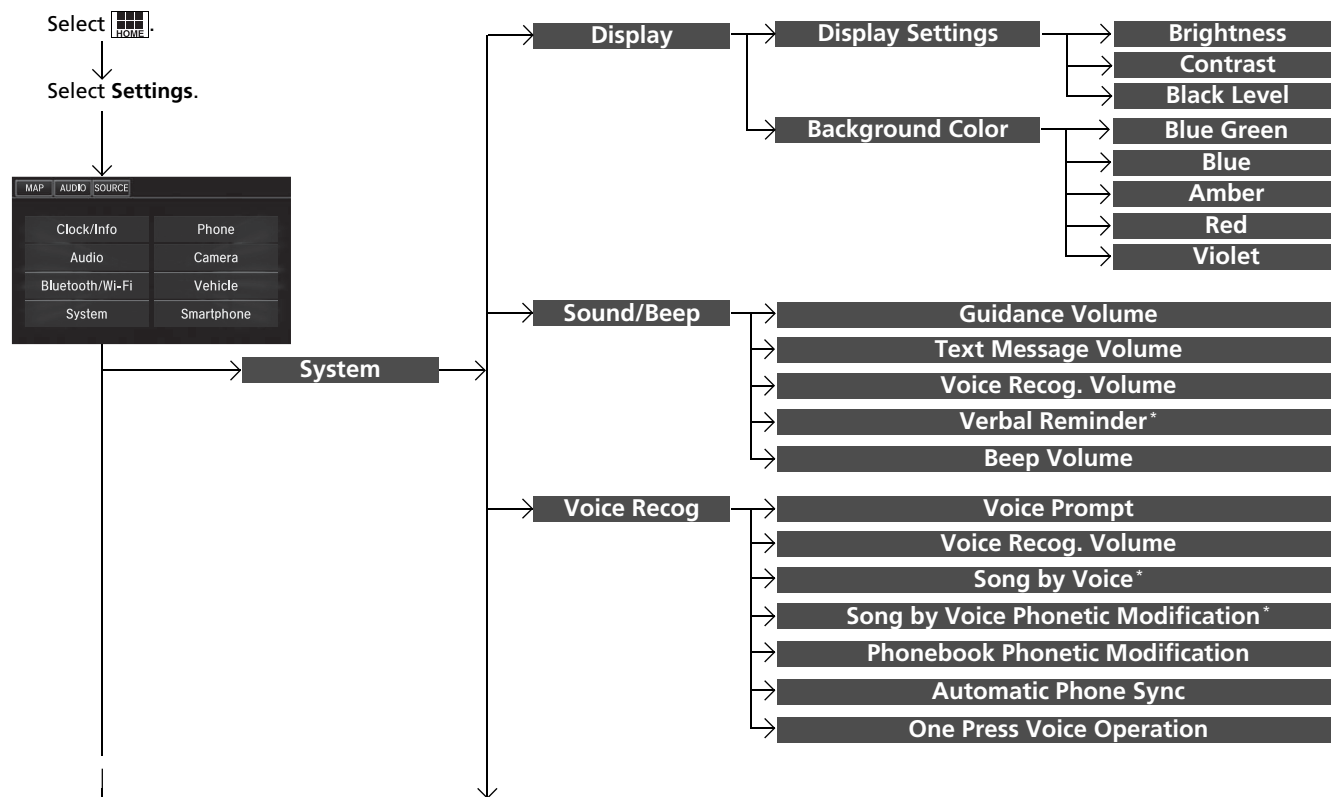 Select HOME.
Select Settings.
MAP AUDIO SOURCE
Clock/Info Phone
Audio Camera
Bluetooth/Wi-Fi Vehicle
System Smartphone
System
Display
Display Settings
Brightness
Contrast
Black Level
Background Color
Blue Green
Blue
Amber
Red
Violet
Sound/Beep
Guidance Volume
Text Message Volume
Voice Recog. Volume
Verbal Reminder*
Beep Volume
Voice Recog
Voice Prompt
Voice Recog. Volume
Song by Voice*
Song by Voice Phonetic Modification*
Phonebook Phonetic Modification
Automatic Phone Sync
One Press Voice Operation